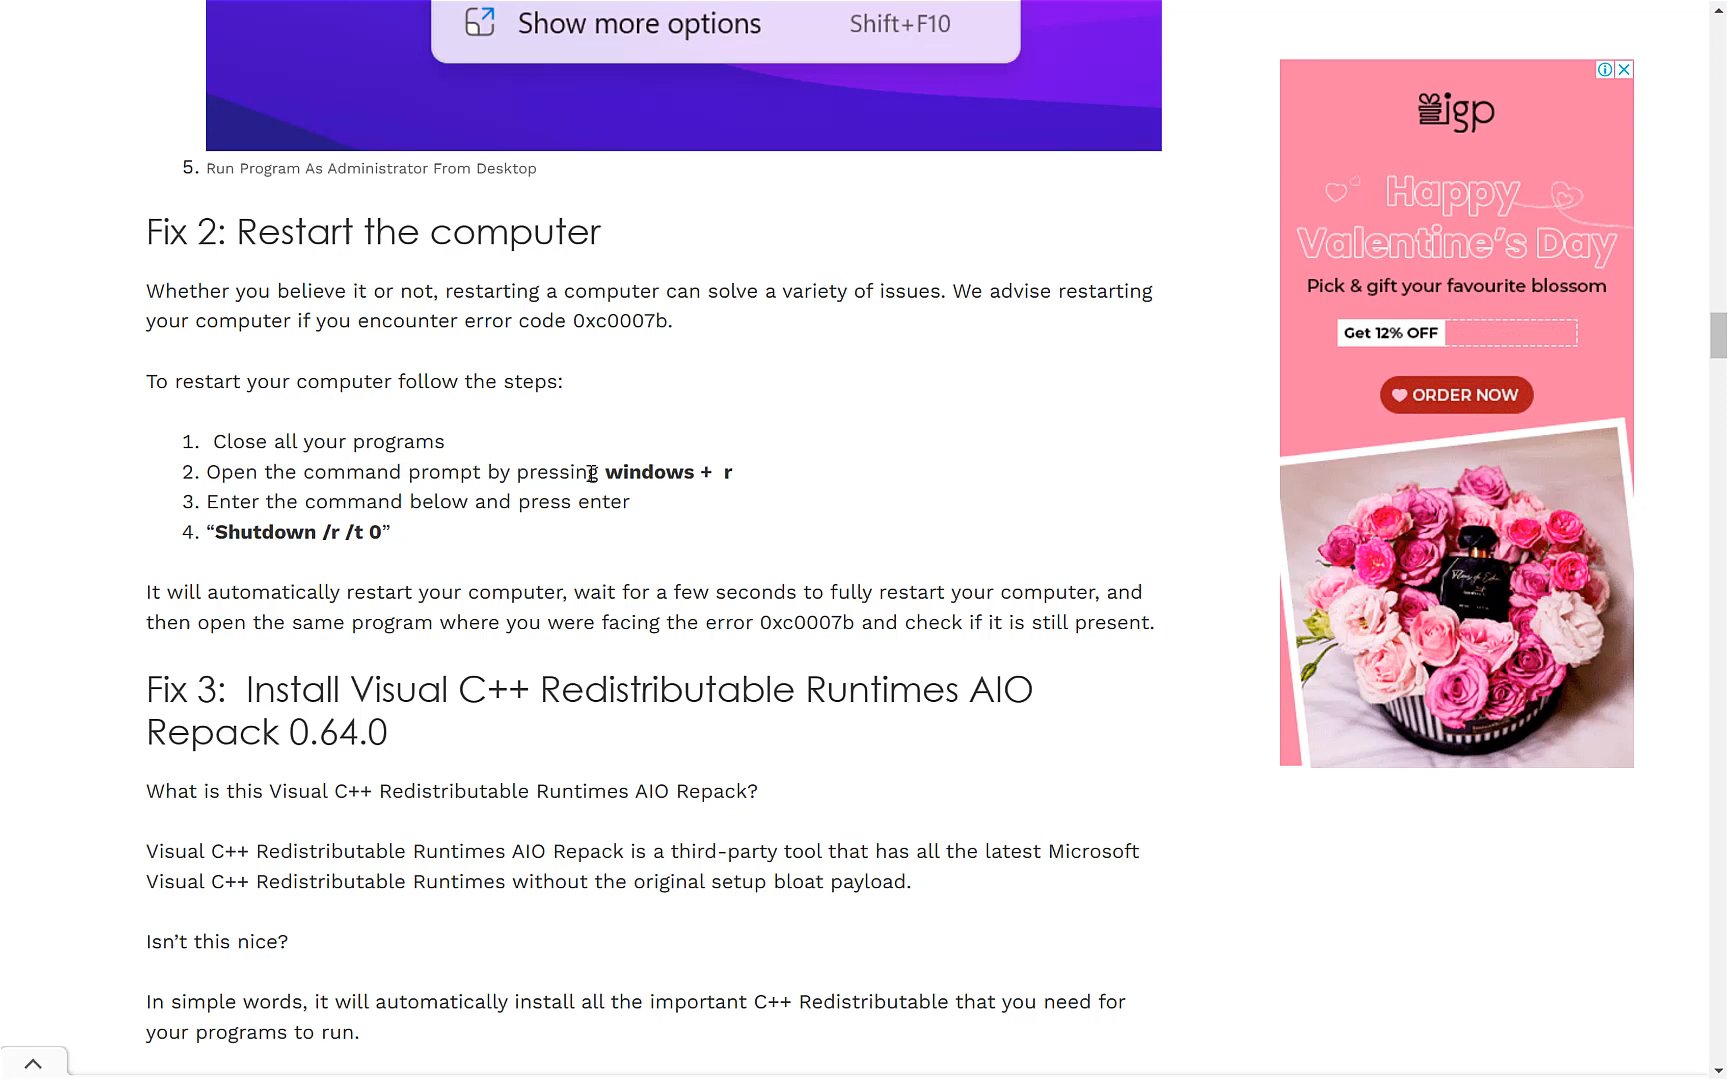 Show more options Shift+F10
5. Run Program As Administrator From Desktop
Fix 2: Restart the computer
Whether you believe it or not, restarting a computer can solve a variety of issues. We advise restarting
your computer if you encounter error code 0xc0007b.
To restart your computer follow the steps:
1. Close all your programs
2. Open the command prompt by pressing windows + r
3. Enter the command below and press enter
4. “Shutdown /r /t 0”
It will automatically restart your computer, wait for a few seconds to fully restart your computer, and
then open the same program where you were facing the error 0xc0007b and check if it is still present.
Fix 3: Install Visual C++ Redistributable Runtimes AIO
Repack 0.64.0
What is this Visual C++ Redistributable Runtimes AIO Repack?
Visual C++ Redistributable Runtimes AIO Repack is a third-party tool that has all the latest Microsoft
Visual C++ Redistributable Runtimes without the original setup bloat payload.
Isn’t this nice?
In simple words, it will automatically install all the important C++ Redistributable that you need for
your programs to run.
igp
Happy
Valentine’s Day
Pick & gift your favourite blossom
Get 12% OFF
ORDER NOW